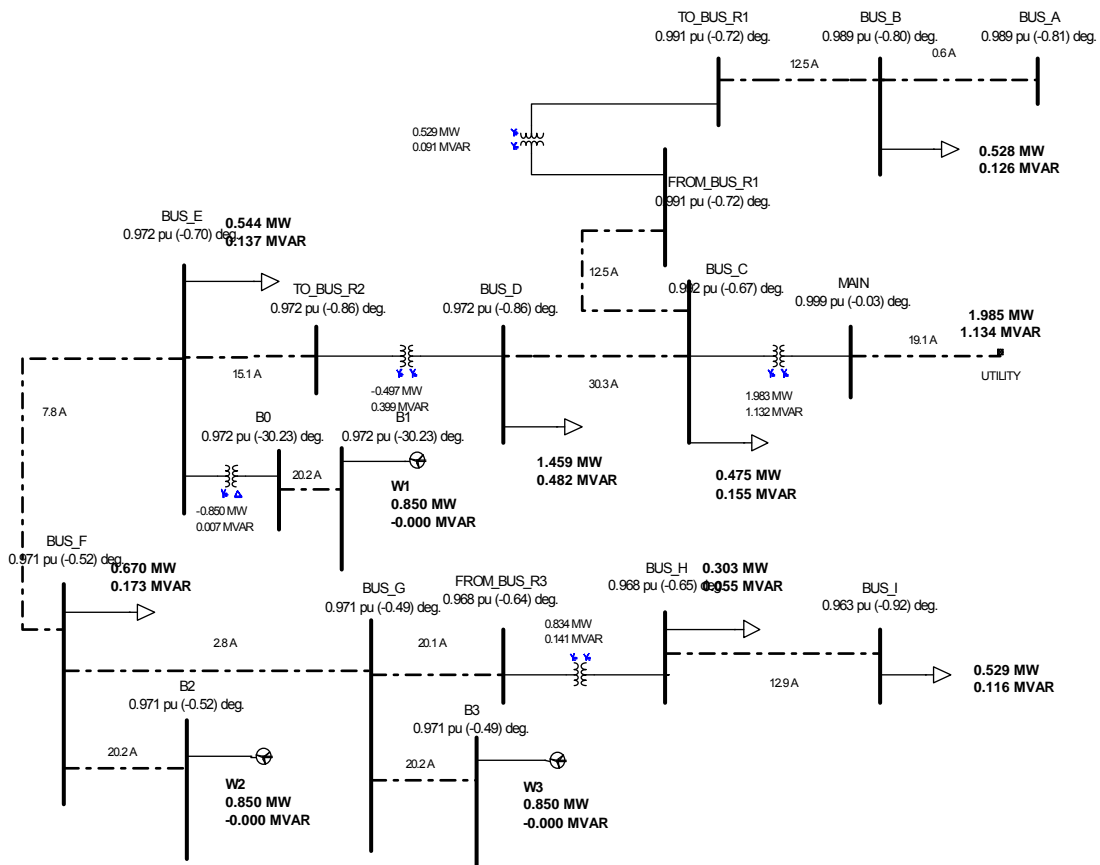 TO_BUS_R1
0.991 pu (-0.72) deg.
BUS_B
0.989 pu (-0.80) deg.
BUS_A
0.989 pu (-0.81) deg.
12.5 A
0.6 A
0.529 MW
0.091 MVAR
0.528 MW
0.126 MVAR
FROM_BUS_R1
0.991 pu (-0.72) deg.
BUS_E
0.972 pu (-0.70) deg.
0.544 MW
0.137 MVAR
12.5 A
BUS_C
0.992 pu (-0.67) deg.
TO_BUS_R2
0.972 pu (-0.86) deg.
BUS_D
0.972 pu (-0.86) deg.
MAIN
0.999 pu (-0.03) deg.
1.985 MW
1.134 MVAR
19.1 A
UTILITY
15.1 A
-0.497 MW
0.399 MVAR
30.3 A
1.983 MW
1.132 MVAR
7.8 A
B0
0.972 pu (-30.23) deg.
B1
0.972 pu (-30.23) deg.
20.2 A
-0.850 MW
0.007 MVAR
W1
0.850 MW
-0.000 MVAR
1.459 MW
0.482 MVAR
0.475 MW
0.155 MVAR
BUS_F
0.971 pu (-0.52) deg.
0.670 MW
0.173 MVAR
BUS_G
0.971 pu (-0.49) deg.
FROM_BUS_R3
0.968 pu (-0.64) deg.
BUS_H
0.968 pu (-0.65) deg.
0.303 MW
0.055 MVAR
BUS_I
0.963 pu (-0.92) deg.
2.8 A
20.1 A
0.834 MW
0.141 MVAR
12.9 A
0.529 MW
0.116 MVAR
B2
0.971 pu (-0.52) deg.
B3
0.971 pu (-0.49) deg.
20.2 A
20.2 A
W2
0.850 MW
-0.000 MVAR
W3
0.850 MW
-0.000 MVAR